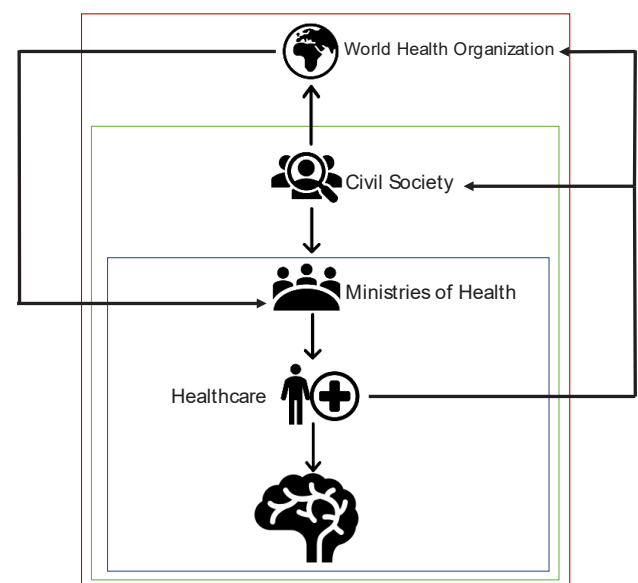 World Health Organization
Civil Society
Ministries of Health
Healthcare